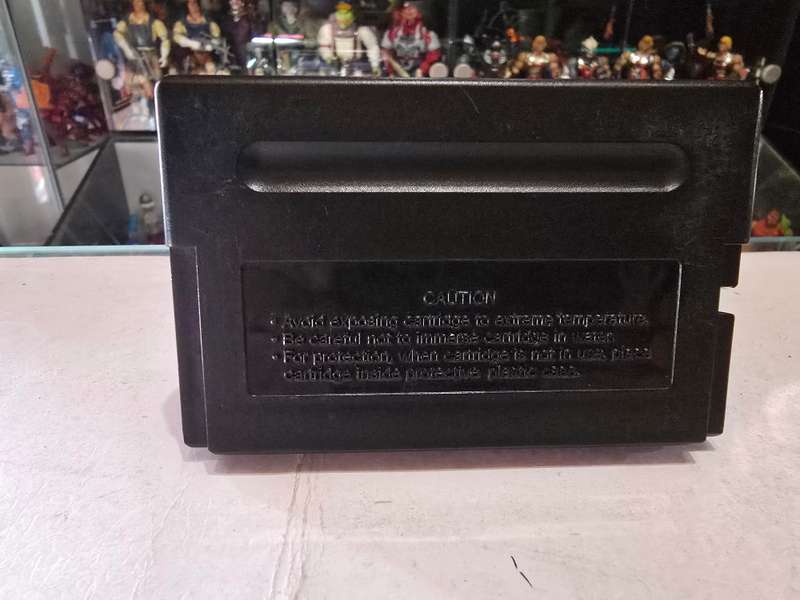 CAUTION
• Avoid exposing cartridge to extreme temperature.
• Be careful not to immerse cartridge in water.
• For protection, when cartridge is not in use, place
cartridge inside protective plastic case.